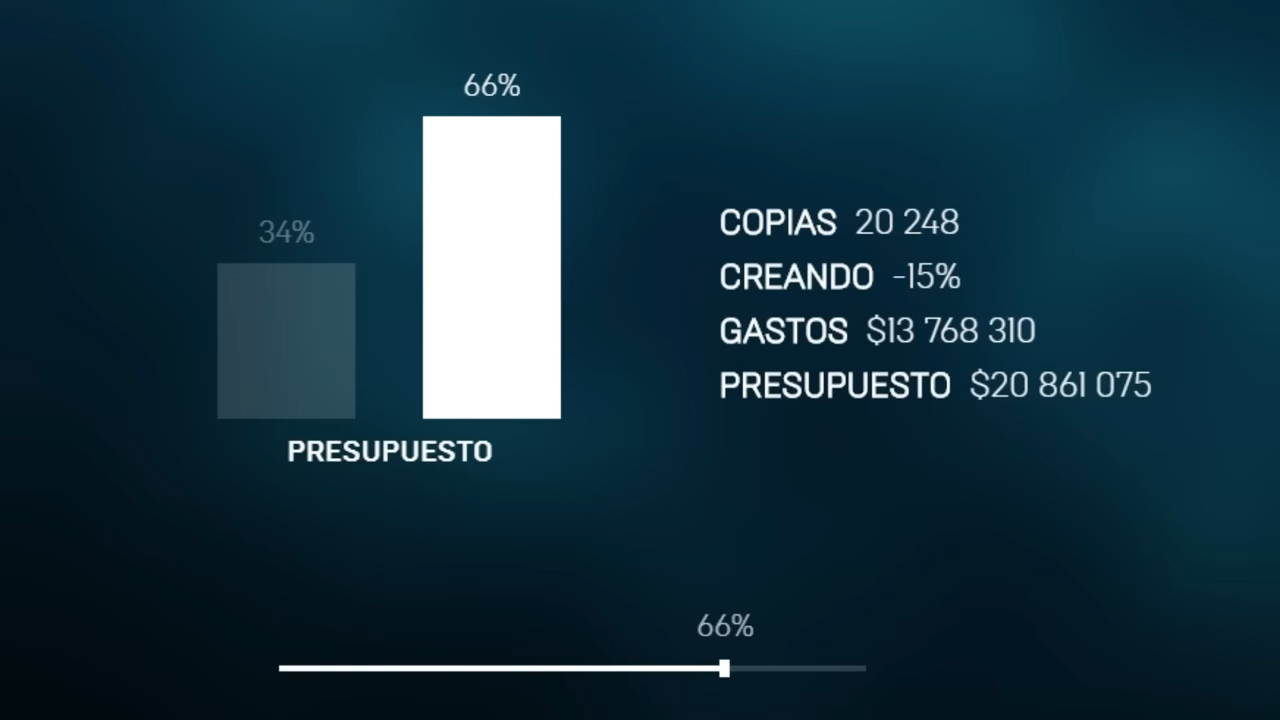 66%
34%
PRESUPUESTO
COPIAS 20 248
CREANDO -15%
GASTOS $13 768 310
PRESUPUESTO $20 861 075
66%